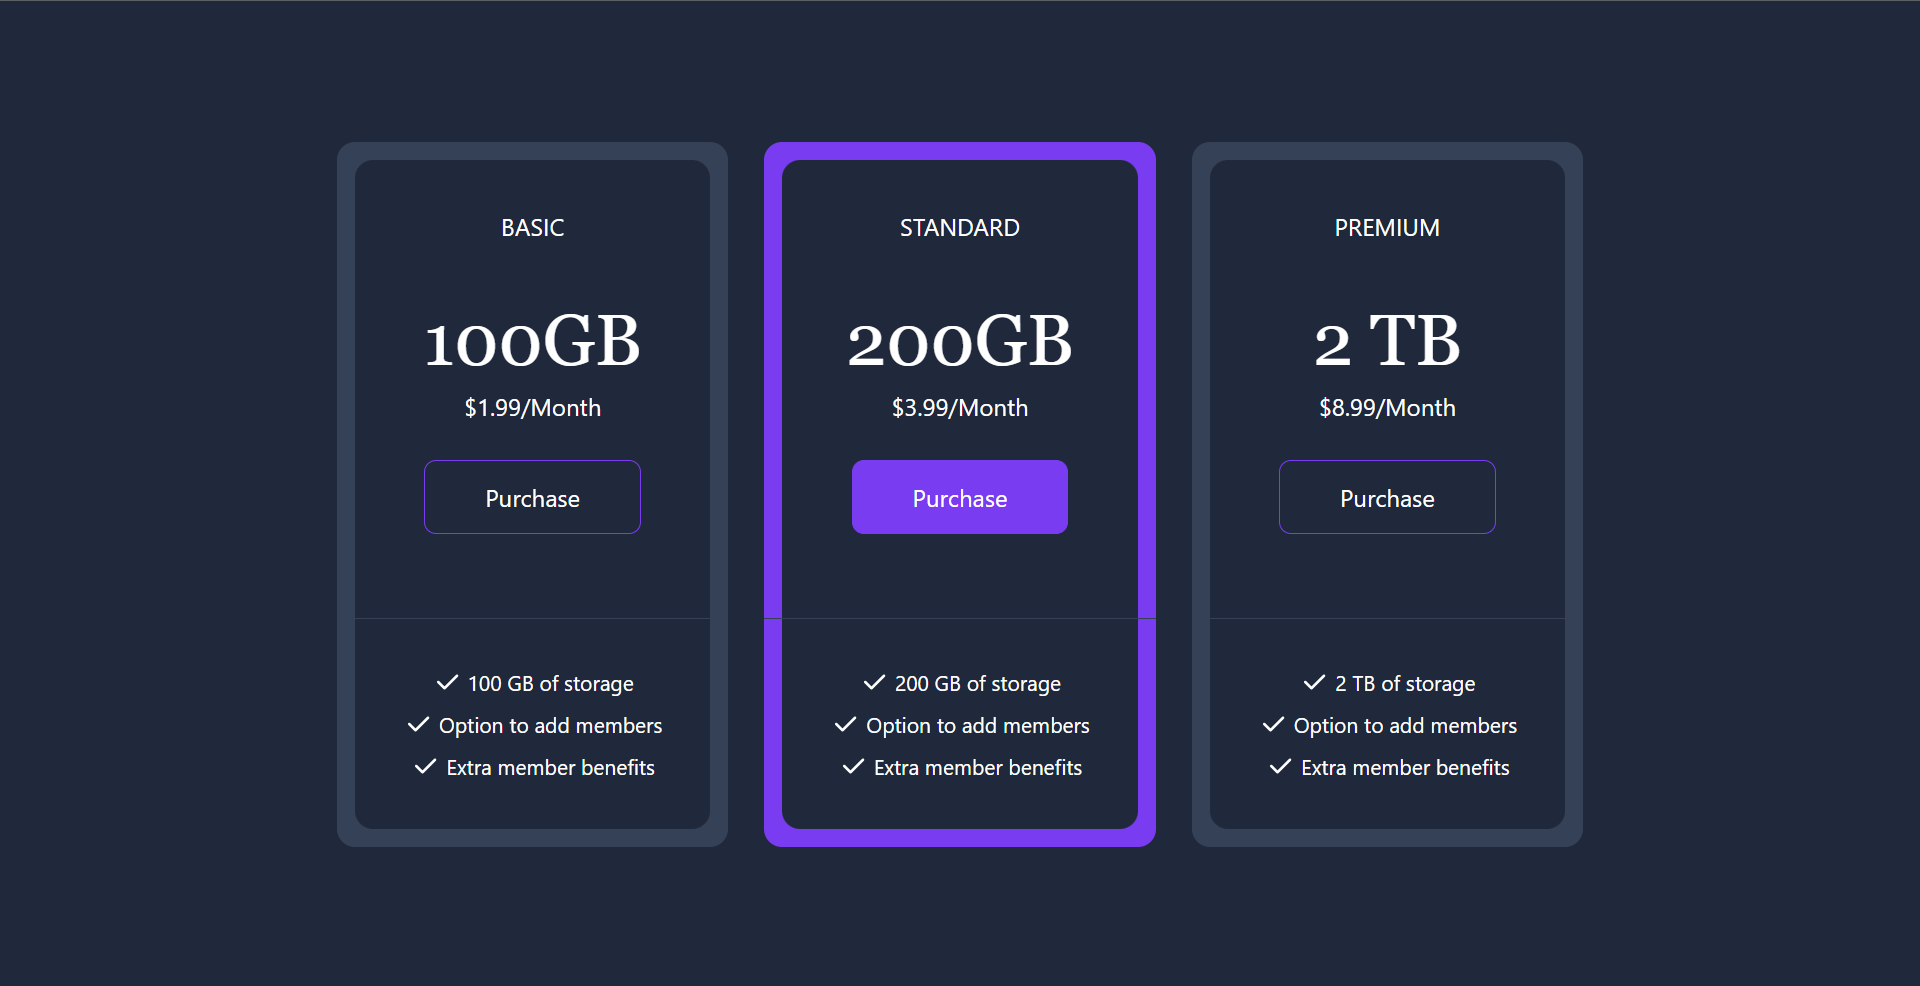 BASIC
100GB
$1.99/Month
Purchase
100 GB of storage
Option to add members
Extra member benefits
STANDARD
200GB
$3.99/Month
Purchase
200 GB of storage
Option to add members
Extra member benefits
PREMIUM
2 TB
$8.99/Month
Purchase
2 TB of storage
Option to add members
Extra member benefits